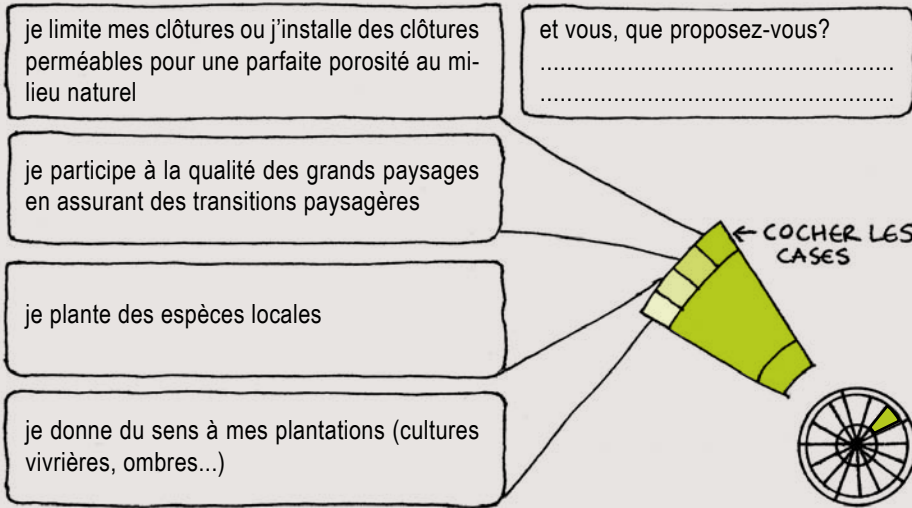 je limite mes clôtures ou j’installe des clôtures
perméables pour une parfaite porosité au mi-
lieu naturel
et vous, que proposez-vous?
.....................................................
.....................................................
je participe à la qualité des grands paysages
en assurant des transitions paysagères
← COCHER LES
CASES
je plante des espèces locales
je donne du sens à mes plantations (cultures
vivrières, ombres...)